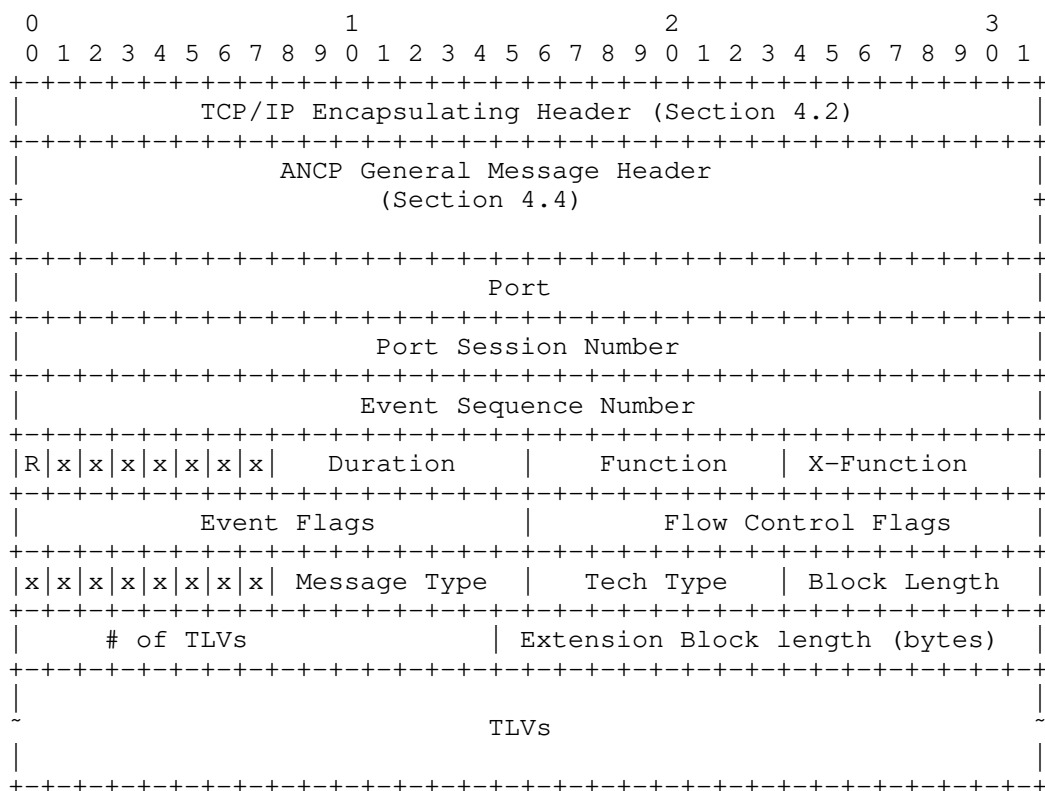 0                   1                   2                   3
0 1 2 3 4 5 6 7 8 9 0 1 2 3 4 5 6 7 8 9 0 1 2 3 4 5 6 7 8 9 0 1
+-+-+-+-+-+-+-+-+-+-+-+-+-+-+-+-+-+-+-+-+-+-+-+-+-+-+-+-+-+-+-+-+
|           TCP/IP Encapsulating Header (Section 4.2)           |
+-+-+-+-+-+-+-+-+-+-+-+-+-+-+-+-+-+-+-+-+-+-+-+-+-+-+-+-+-+-+-+-+
|                ANCP General Message Header                    |
+                      (Section 4.4)                            +
|                                                               |
+-+-+-+-+-+-+-+-+-+-+-+-+-+-+-+-+-+-+-+-+-+-+-+-+-+-+-+-+-+-+-+-+
|                             Port                              |
+-+-+-+-+-+-+-+-+-+-+-+-+-+-+-+-+-+-+-+-+-+-+-+-+-+-+-+-+-+-+-+-+
|                      Port Session Number                      |
+-+-+-+-+-+-+-+-+-+-+-+-+-+-+-+-+-+-+-+-+-+-+-+-+-+-+-+-+-+-+-+-+
|                     Event Sequence Number                     |
+-+-+-+-+-+-+-+-+-+-+-+-+-+-+-+-+-+-+-+-+-+-+-+-+-+-+-+-+-+-+-+-+
|R|x|x|x|x|x|x|x|   Duration    |    Function   | X-Function    |
+-+-+-+-+-+-+-+-+-+-+-+-+-+-+-+-+-+-+-+-+-+-+-+-+-+-+-+-+-+-+-+-+
|           Event Flags         |        Flow Control Flags     |
+-+-+-+-+-+-+-+-+-+-+-+-+-+-+-+-+-+-+-+-+-+-+-+-+-+-+-+-+-+-+-+-+
|x|x|x|x|x|x|x|x| Message Type  |   Tech Type   | Block Length  |
+-+-+-+-+-+-+-+-+-+-+-+-+-+-+-+-+-+-+-+-+-+-+-+-+-+-+-+-+-+-+-+-+
|     # of TLVs               | Extension Block length (bytes)  |
+-+-+-+-+-+-+-+-+-+-+-+-+-+-+-+-+-+-+-+-+-+-+-+-+-+-+-+-+-+-+-+-+
|                                                               |
~                             TLVs                              ~
|                                                               |
+-+-+-+-+-+-+-+-+-+-+-+-+-+-+-+-+-+-+-+-+-+-+-+-+-+-+-+-+-+-+-+-+